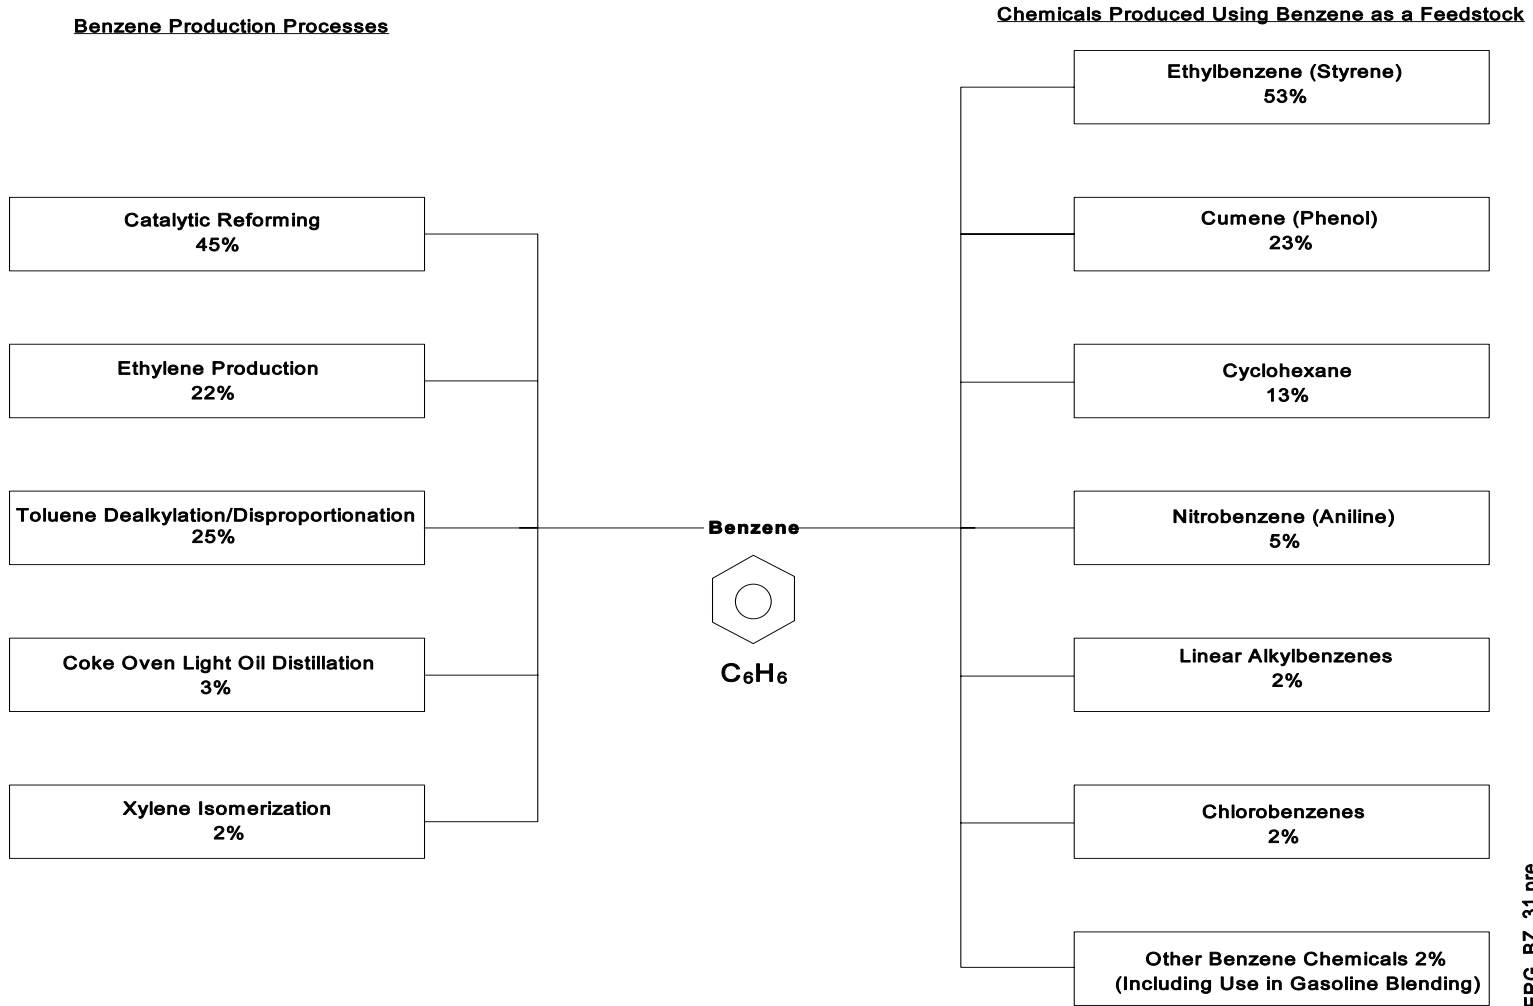 Benzene Production Processes
Chemicals Produced Using Benzene as a Feedstock
Catalytic Reforming
45%
Ethylene Production
22%
Toluene Dealkylation/Disproportionation
25%
Coke Oven Light Oil Distillation
3%
Xylene Isomerization
2%
Benzene
C₆H₆
Ethylbenzene (Styrene)
53%
Cumene (Phenol)
23%
Cyclohexane
13%
Nitrobenzene (Aniline)
5%
Linear Alkylbenzenes
2%
Chlorobenzenes
2%
Other Benzene Chemicals 2%
(Including Use in Gasoline Blending)